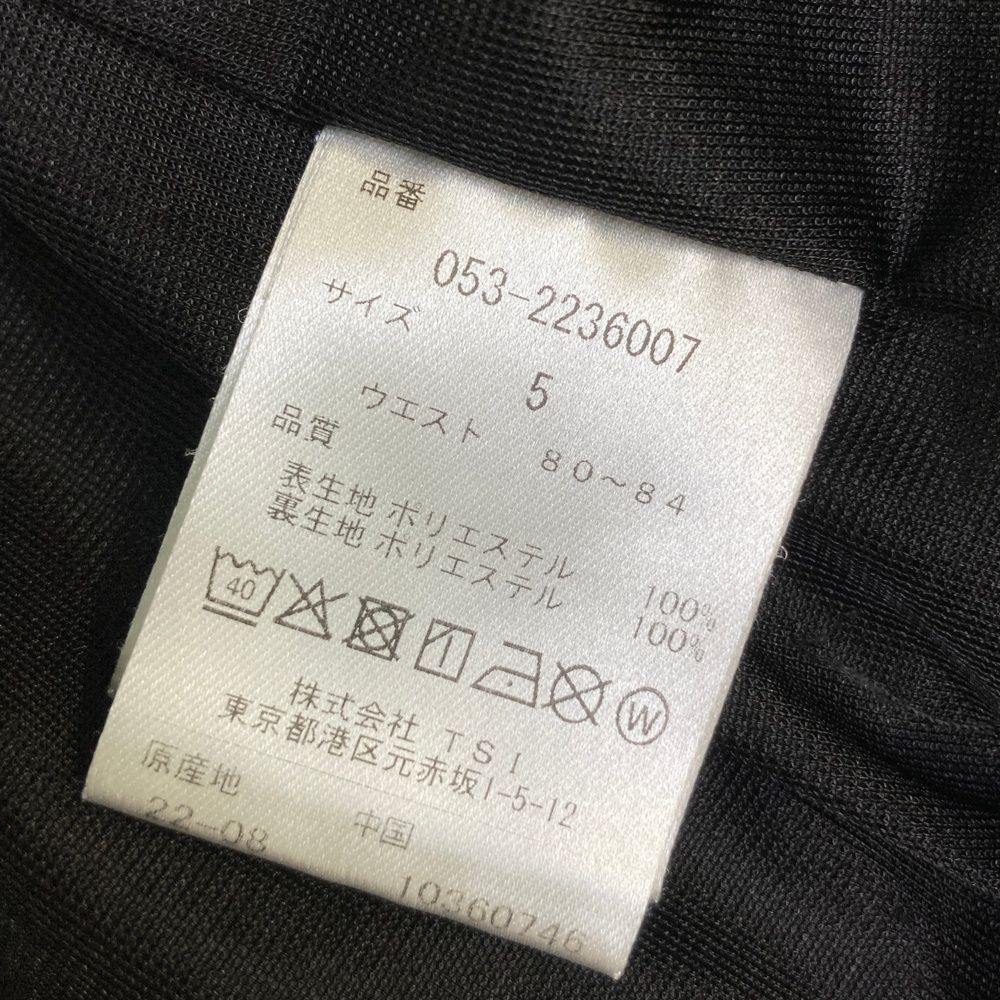 品番
053-2236007
サイズ
5
ウエスト 80~84
品質
表生地 ポリエステル 100%
裏生地 ポリエステル 100%
40
W
株式会社 TSI
東京都港区元赤坂1-5-12
原産地
中国
22-08
10360746